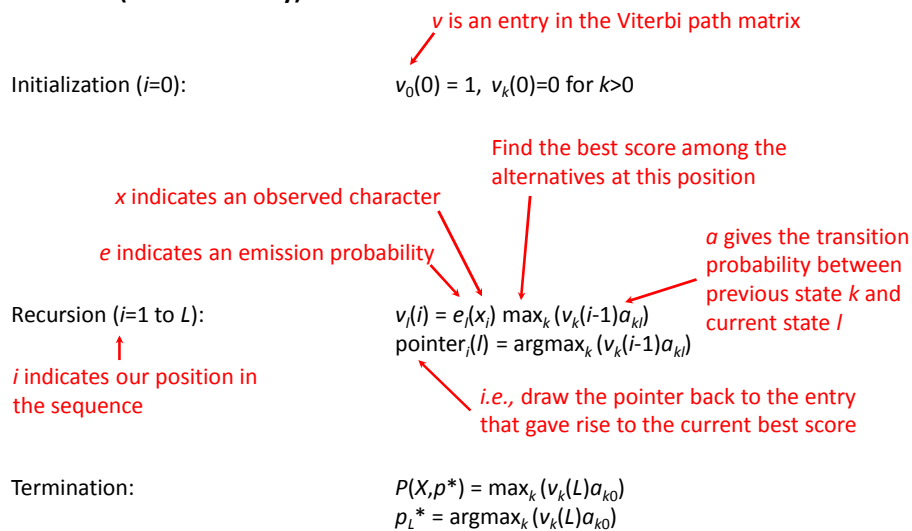 v is an entry in the Viterbi path matrix
Initialization (i=0): v₀(0) = 1, vₖ(0)=0 for k>0
Find the best score among the
alternatives at this position
x indicates an observed character
e indicates an emission probability
a gives the transition
probability between
previous state k and
current state l
Recursion (i=1 to L): vₗ(i) = eₗ(xᵢ) maxₖ (vₖ(i-1)aₖₗ)
pointerᵢ(l) = argmaxₖ (vₖ(i-1)aₖₗ)
i indicates our position in
the sequence
i.e., draw the pointer back to the entry
that gave rise to the current best score
Termination: P(X,p*) = maxₖ (vₖ(L)aₖ₀)
p_L* = argmaxₖ (vₖ(L)aₖ₀)